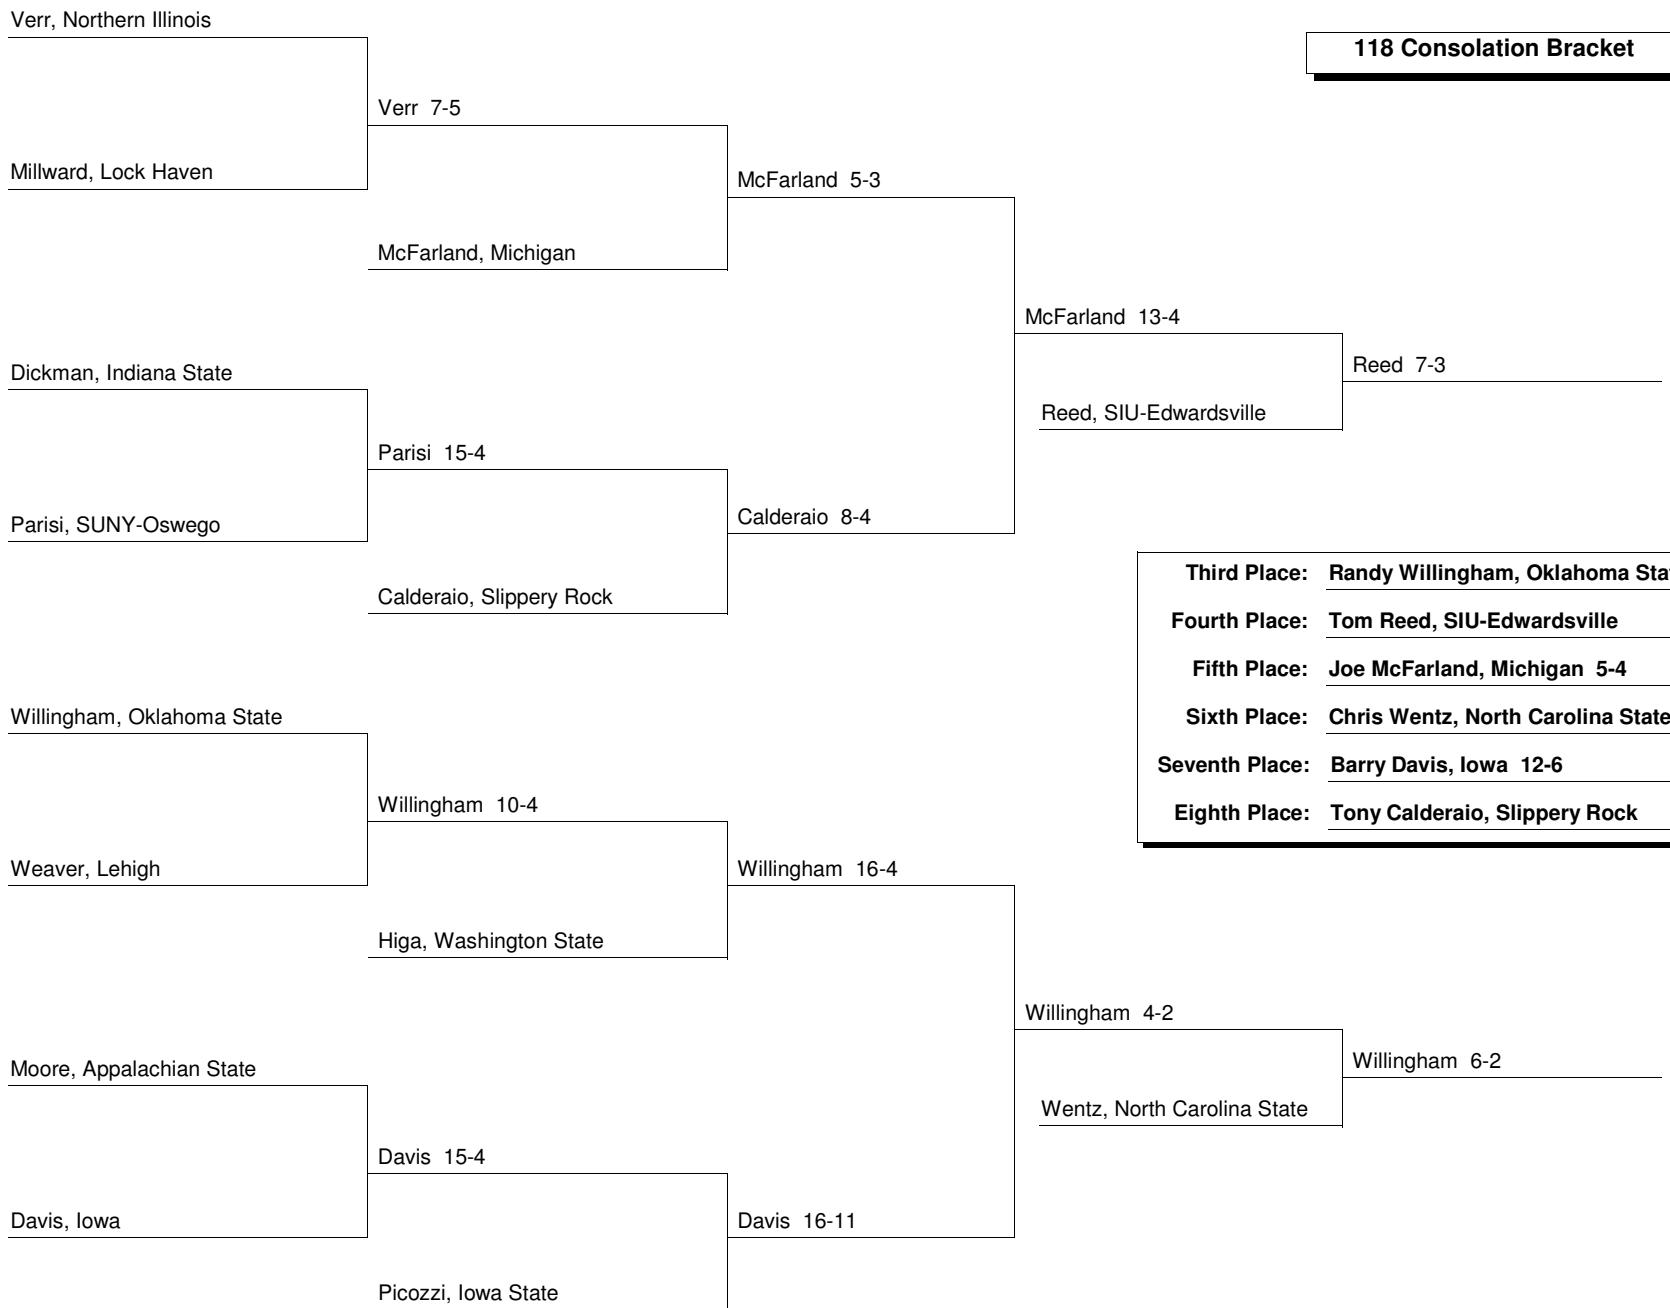 Verr, Northern Illinois
118 Consolation Bracket
Verr 7-5
Millward, Lock Haven
McFarland 5-3
McFarland, Michigan
McFarland 13-4
Dickman, Indiana State
Reed 7-3
Reed, SIU-Edwardsville
Parisi 15-4
Parisi, SUNY-Oswego
Calderaio 8-4
Calderaio, Slippery Rock
Third Place: Randy Willingham, Oklahoma
Fourth Place: Tom Reed, SIU-Edwardsville
Fifth Place: Joe McFarland, Michigan 5-4
Sixth Place: Chris Wentz, North Carolina State
Seventh Place: Barry Davis, Iowa 12-6
Eighth Place: Tony Calderaio, Slippery Rock
Willingham, Oklahoma State
Willingham 10-4
Weaver, Lehigh
Willingham 16-4
Higa, Washington State
Willingham 4-2
Moore, Appalachian State
Willingham 6-2
Wentz, North Carolina State
Davis 15-4
Davis, Iowa
Davis 16-11
Picozzi, Iowa State